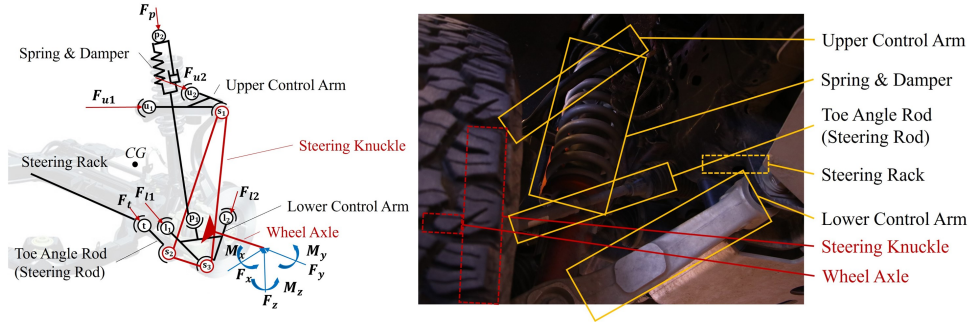 F_p
p_2
Spring & Damper
F_u2
u_2
Upper Control Arm
F_u1
u_1
s_1
Steering Knuckle
Steering Rack
CG
F_t
F_l1
F_l2
t
l_1
p_1
l_2
Lower Control Arm
Wheel Axle
Toe Angle Rod
(Steering Rod)
s_2
s_3
M_x
M_y
F_x
F_y
M_z
F_z
Upper Control Arm
Spring & Damper
Toe Angle Rod
(Steering Rod)
Steering Rack
Lower Control Arm
Steering Knuckle
Wheel Axle